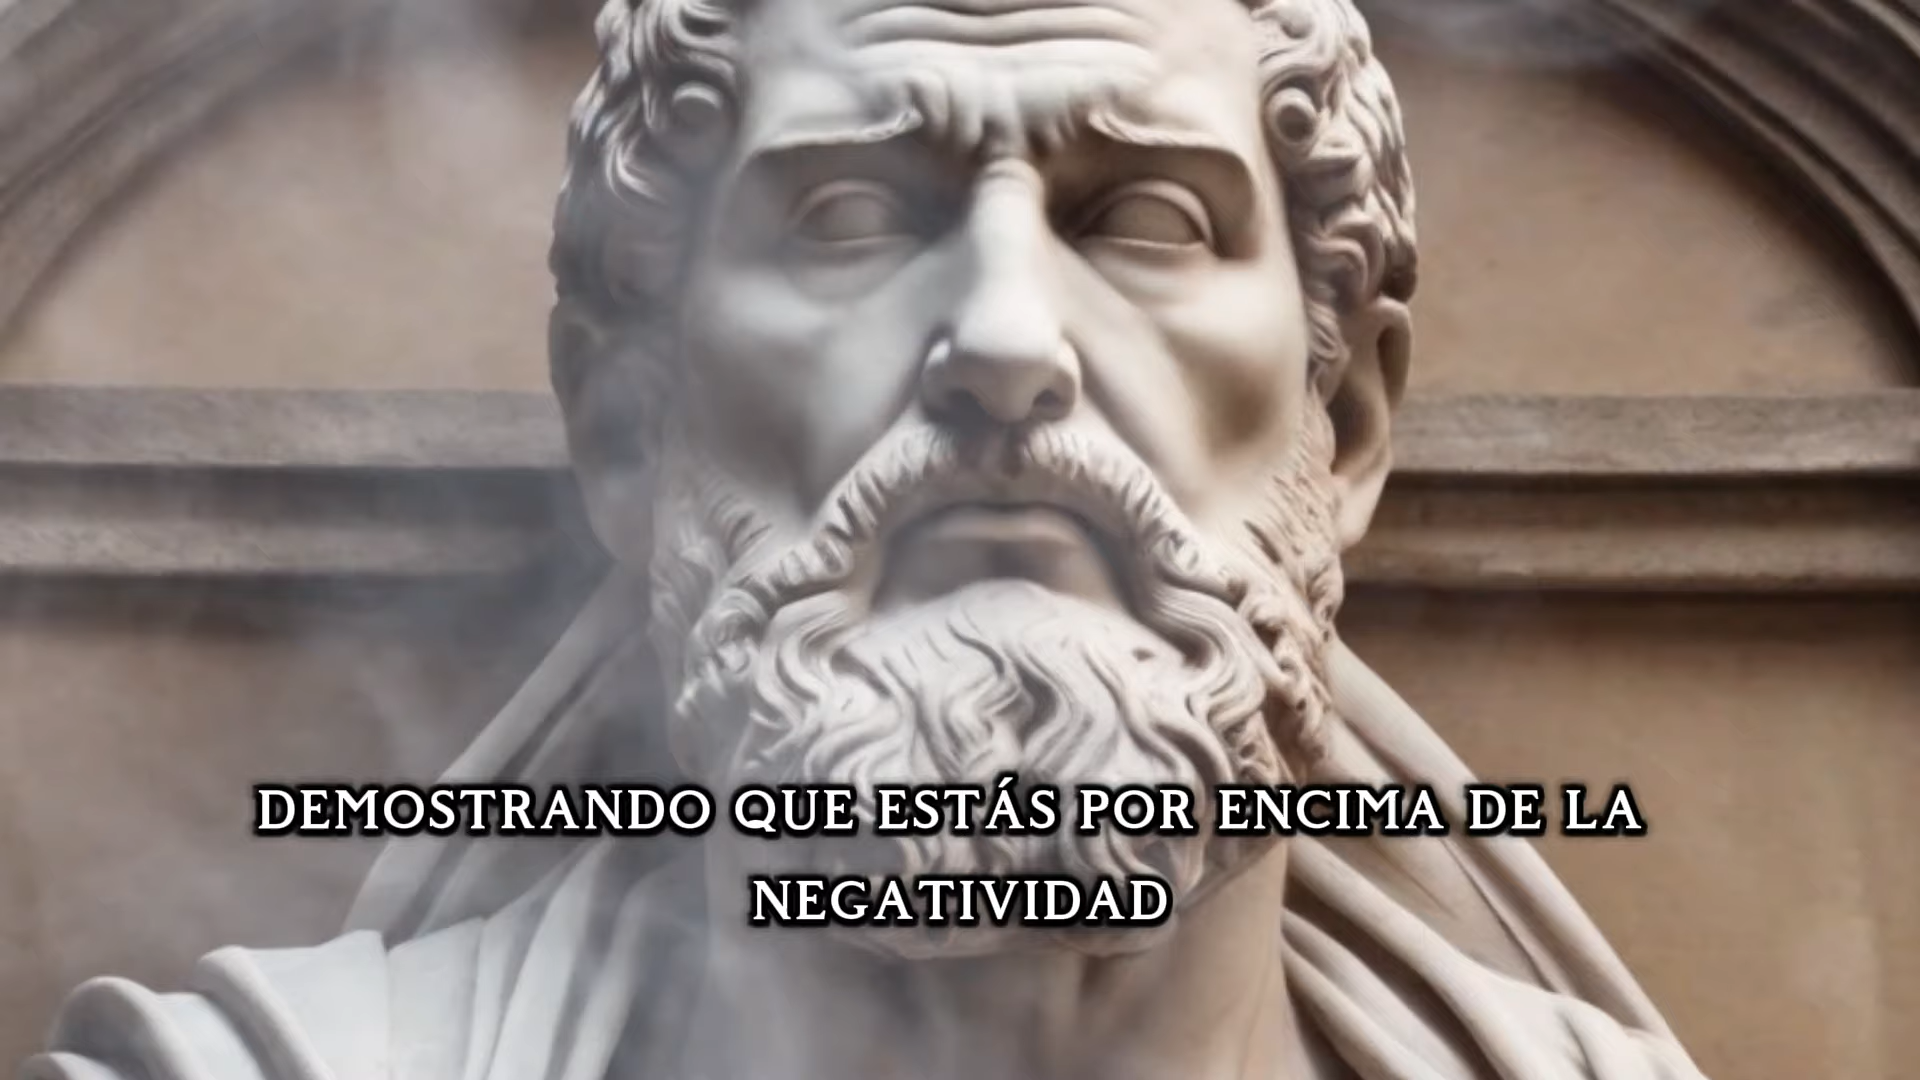 DEMOSTRANDO QUE ESTÁS POR ENCIMA DE LA
NEGATIVIDAD